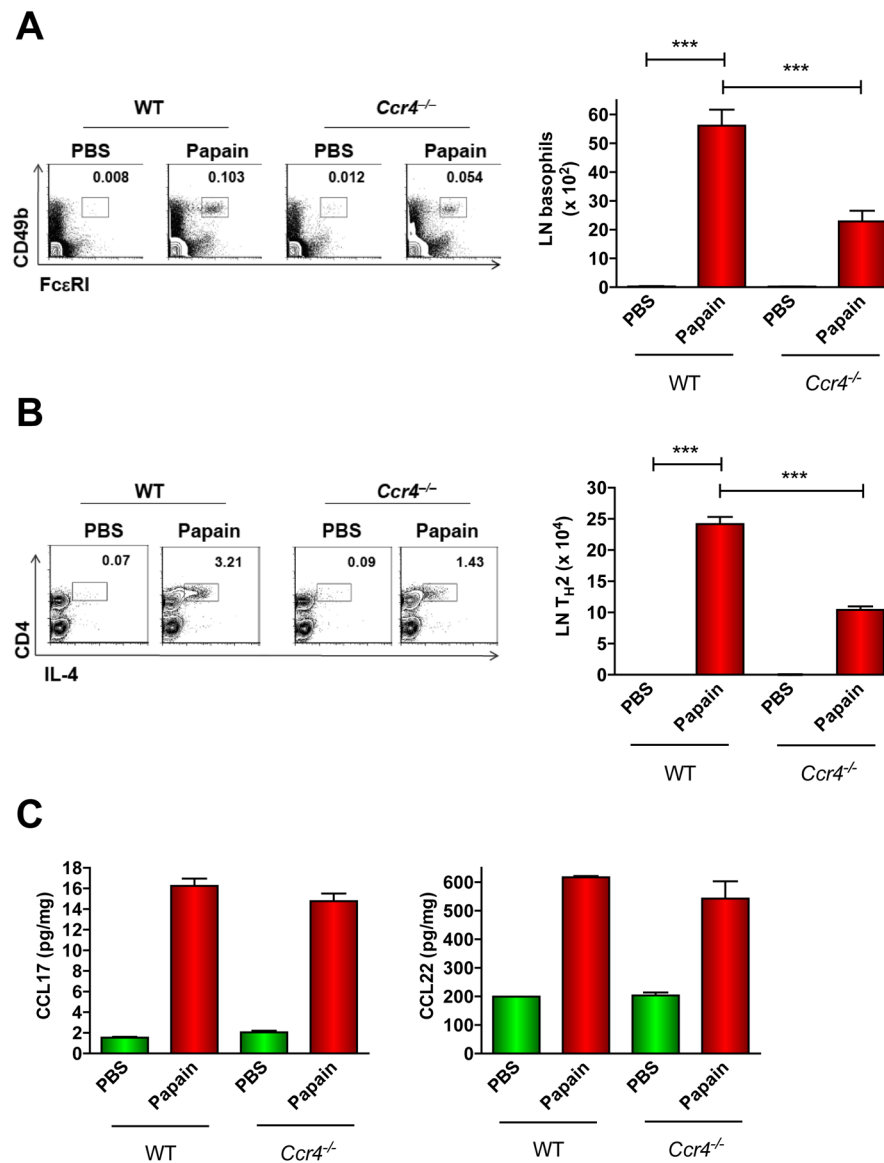 A
WT
Ccr4–/–
PBS
Papain
PBS
Papain
0.008
0.103
0.012
0.054
CD49b
FcεRI
***
***
LN basophils
(x 10²)
60
50
40
30
20
10
0
PBS
Papain
PBS
Papain
WT
Ccr4-/-
B
WT
Ccr4–/–
PBS
Papain
PBS
Papain
0.07
3.21
0.09
1.43
CD4
IL-4
***
***
LN TH2 (x 10⁴)
30
25
20
15
10
5
0
PBS
Papain
PBS
Papain
WT
Ccr4-/-
C
CCL17 (pg/mg)
18
16
14
12
10
8
6
4
2
0
PBS
Papain
PBS
Papain
WT
Ccr4-/-
CCL22 (pg/mg)
600
500
400
300
200
100
0
PBS
Papain
PBS
Papain
WT
Ccr4-/-